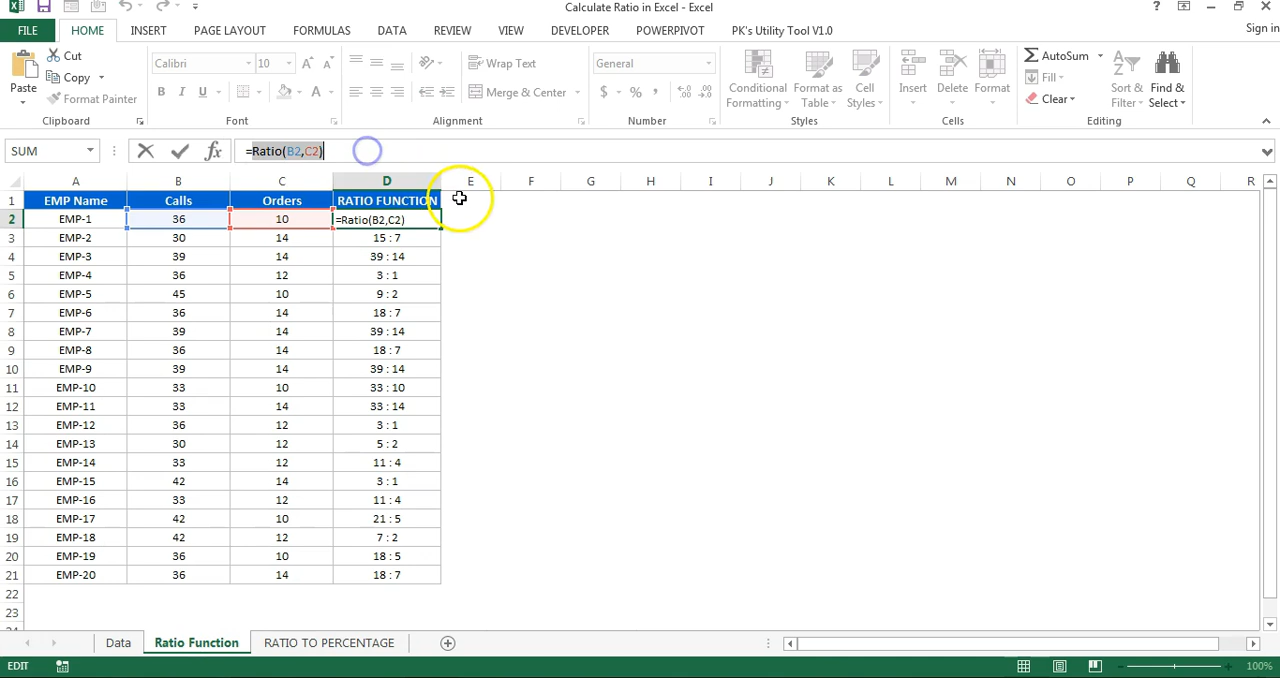 Calculate Ratio in Excel - Excel
?
FILE HOME INSERT PAGE LAYOUT FORMULAS DATA REVIEW VIEW DEVELOPER POWERPIVOT PK's Utility Tool V1.0 Sign in
Paste
Cut
Copy
Format Painter
Clipboard
Calibri 10
B I U A
Font
Wrap Text
Merge & Center
Alignment
General
$ % ,
Number
Conditional Formatting
Format as Table
Cell Styles
Styles
Insert Delete Format
Cells
AutoSum
Fill
Clear
Sort & Filter
Find & Select
Editing
SUM fx =Ratio(B2,C2)
A B C D E F G H I J K L M N O P Q R
1 EMP Name Calls Orders RATIO FUNCTION
2 EMP-1 36 10 =Ratio(B2,C2)
3 EMP-2 30 14 15 : 7
4 EMP-3 39 14 39 : 14
5 EMP-4 36 12 3 : 1
6 EMP-5 45 10 9 : 2
7 EMP-6 36 14 18 : 7
8 EMP-7 39 14 39 : 14
9 EMP-8 36 14 18 : 7
10 EMP-9 39 14 39 : 14
11 EMP-10 33 10 33 : 10
12 EMP-11 33 14 33 : 14
13 EMP-12 36 12 3 : 1
14 EMP-13 30 12 5 : 2
15 EMP-14 33 12 11 : 4
16 EMP-15 42 14 3 : 1
17 EMP-16 33 12 11 : 4
18 EMP-17 42 10 21 : 5
19 EMP-18 42 12 7 : 2
20 EMP-19 36 10 18 : 5
21 EMP-20 36 14 18 : 7
22
23
Data Ratio Function RATIO TO PERCENTAGE
EDIT 100%